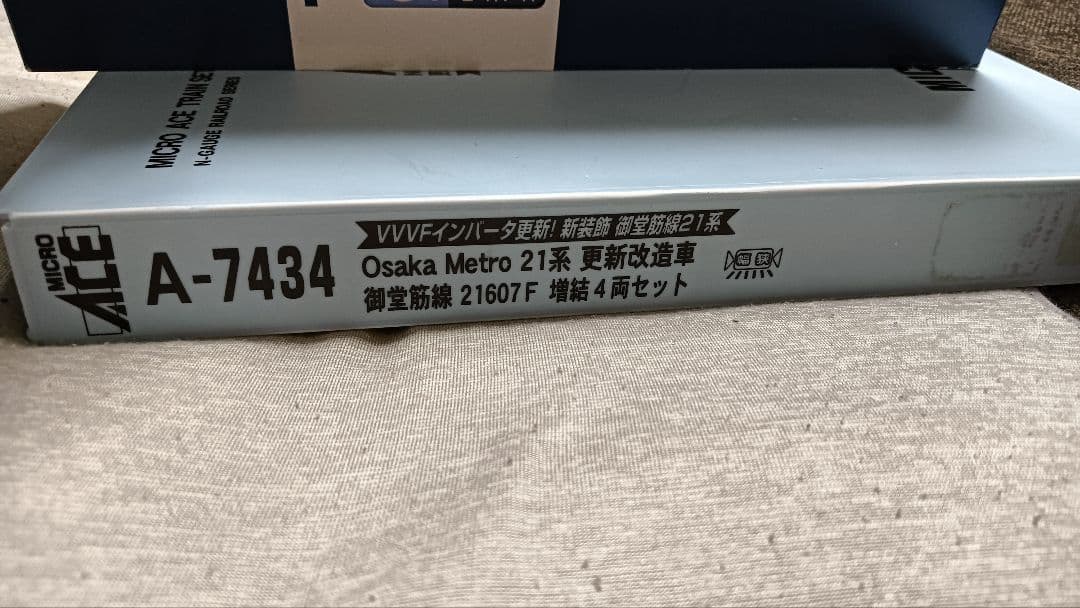 MICRO ACE TRAIN SET
N-GAUGE RAILROAD SERIES
MICRO
ACE
A-7434
VVVFインバータ更新! 新装飾 御堂筋線21系
Osaka Metro 21系 更新改造車
御堂筋線 21607F 増結4両セット
幅 狭